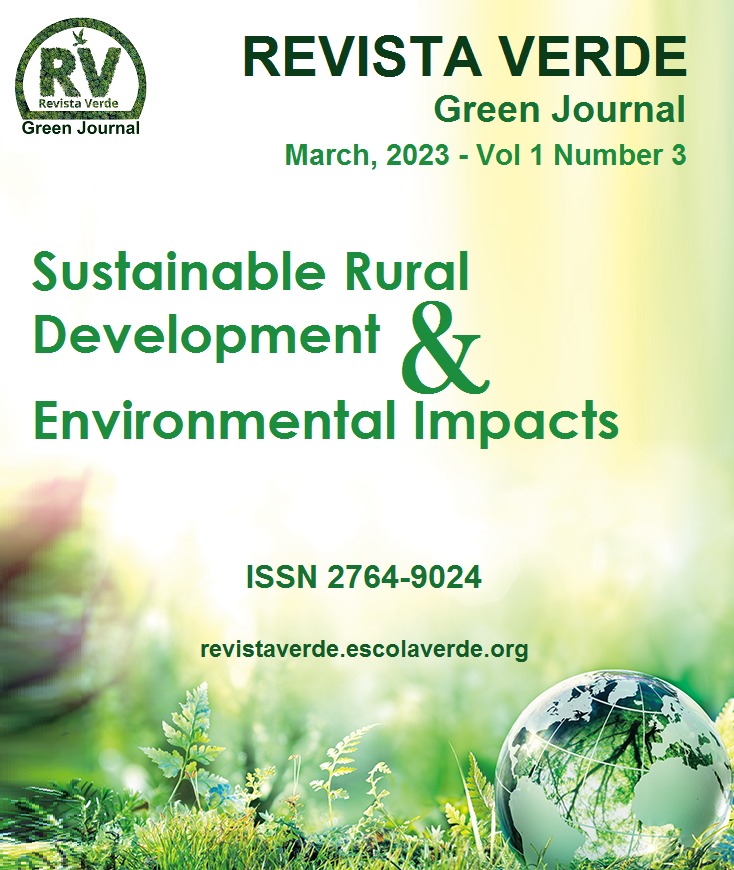 RV
Revista Verde
Green Journal
REVISTA VERDE
Green Journal
March, 2023 - Vol 1 Number 3
Sustainable Rural
Development &
Environmental Impacts
ISSN 2764-9024
revistaverde.escolaverde.org